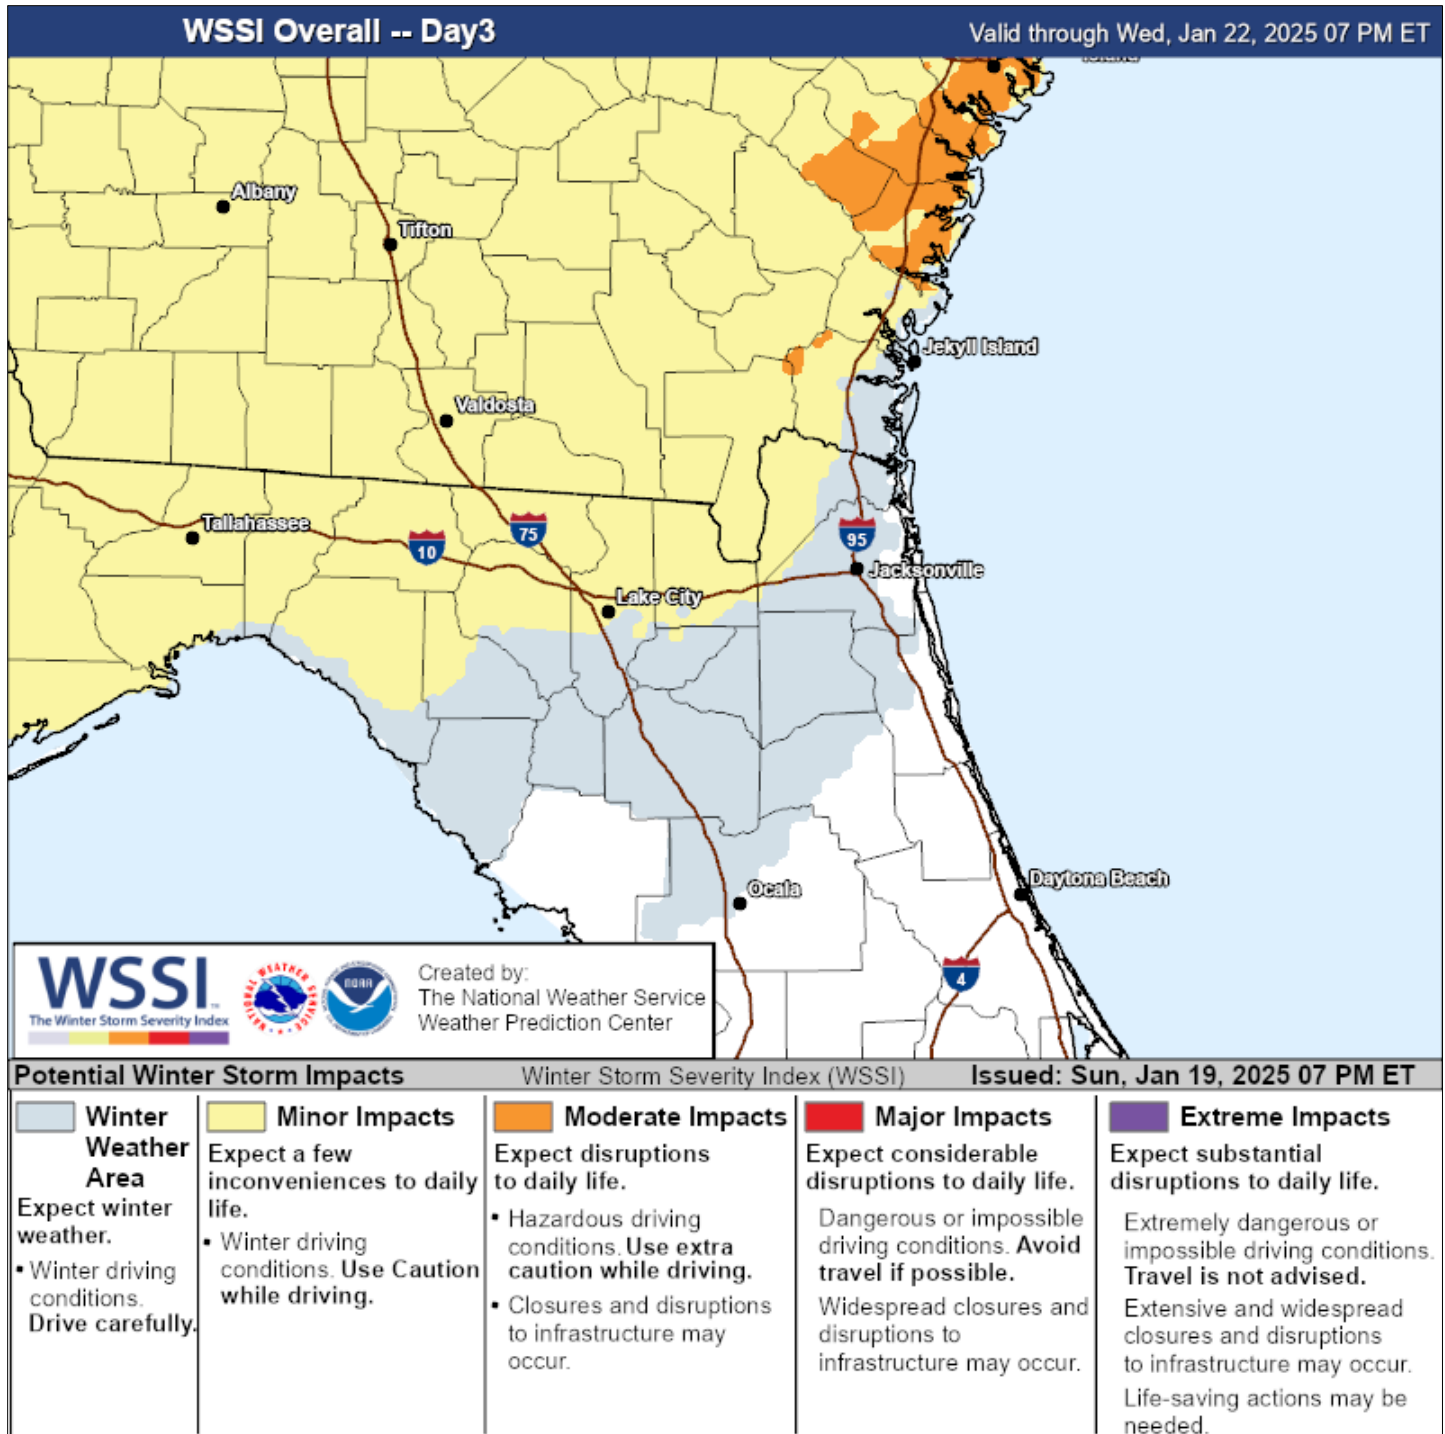 WSSI Overall -- Day3
Valid through Wed, Jan 22, 2025 07 PM ET
Island
Albany
Tifton
Jekyll Island
Valdosta
Tallahassee
10
75
95
Jacksonville
Lake City
Ocala
Daytona Beach
4
WSSI
TM
The Winter Storm Severity Index
NATIONAL WEATHER SERVICE
NOAA
Created by:
The National Weather Service
Weather Prediction Center
Potential Winter Storm Impacts
Winter Storm Severity Index (WSSI)
Issued: Sun, Jan 19, 2025 07 PM ET
Winter
Weather
Area
Expect winter
weather.
▪ Winter driving
conditions.
Drive carefully.
Minor Impacts
Expect a few
inconveniences to daily
life.
▪ Winter driving
conditions. Use Caution
while driving.
Moderate Impacts
Expect disruptions
to daily life.
▪ Hazardous driving
conditions. Use extra
caution while driving.
▪ Closures and disruptions
to infrastructure may
occur.
Major Impacts
Expect considerable
disruptions to daily life.
Dangerous or impossible
driving conditions. Avoid
travel if possible.
Widespread closures and
disruptions to
infrastructure may occur.
Extreme Impacts
Expect substantial
disruptions to daily life.
Extremely dangerous or
impossible driving conditions.
Travel is not advised.
Extensive and widespread
closures and disruptions
to infrastructure may occur.
Life-saving actions may be
needed.